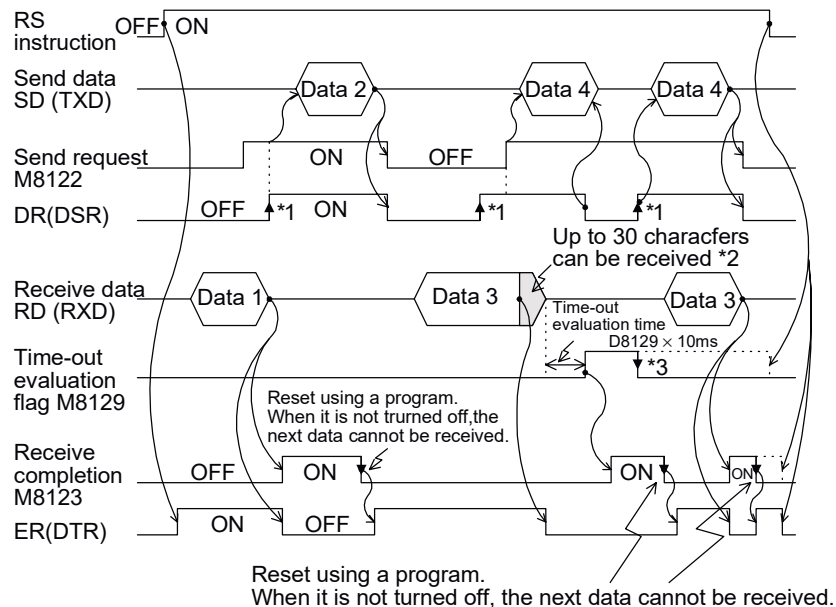 RS
instruction
OFF ON
Send data
SD (TXD)
Data 2
Data 4
Data 4
Send request
M8122
ON
OFF
DR(DSR)
OFF
*1
ON
*1
*1
Up to 30 characfers
can be received *2
Receive data
RD (RXD)
Data 1
Data 3
Data 3
Time-out
evaluation time
D8129 × 10ms
Time-out
evaluation
flag M8129
*3
Reset using a program.
When it is not trurned off,the
next data cannot be received.
Receive
completion
M8123
OFF
ON
ON
ON
ER(DTR)
ON
OFF
Reset using a program.
When it is not turned off, the next data cannot be received.